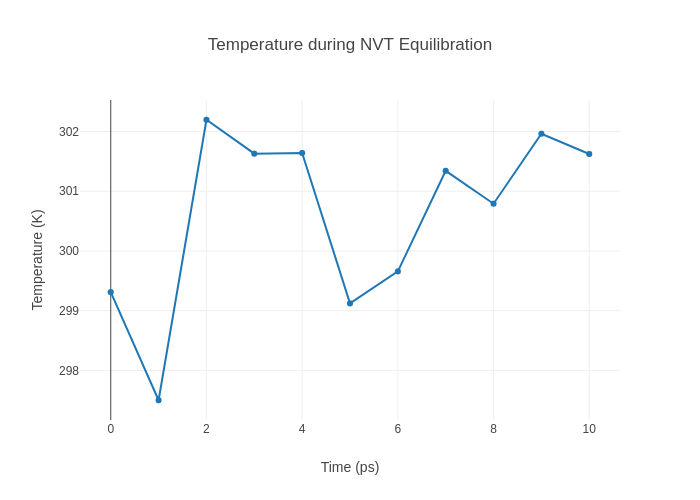 Temperature during NVT Equilibration
302
301
300
299
298
Temperature (K)
0 2 4 6 8 10
Time (ps)